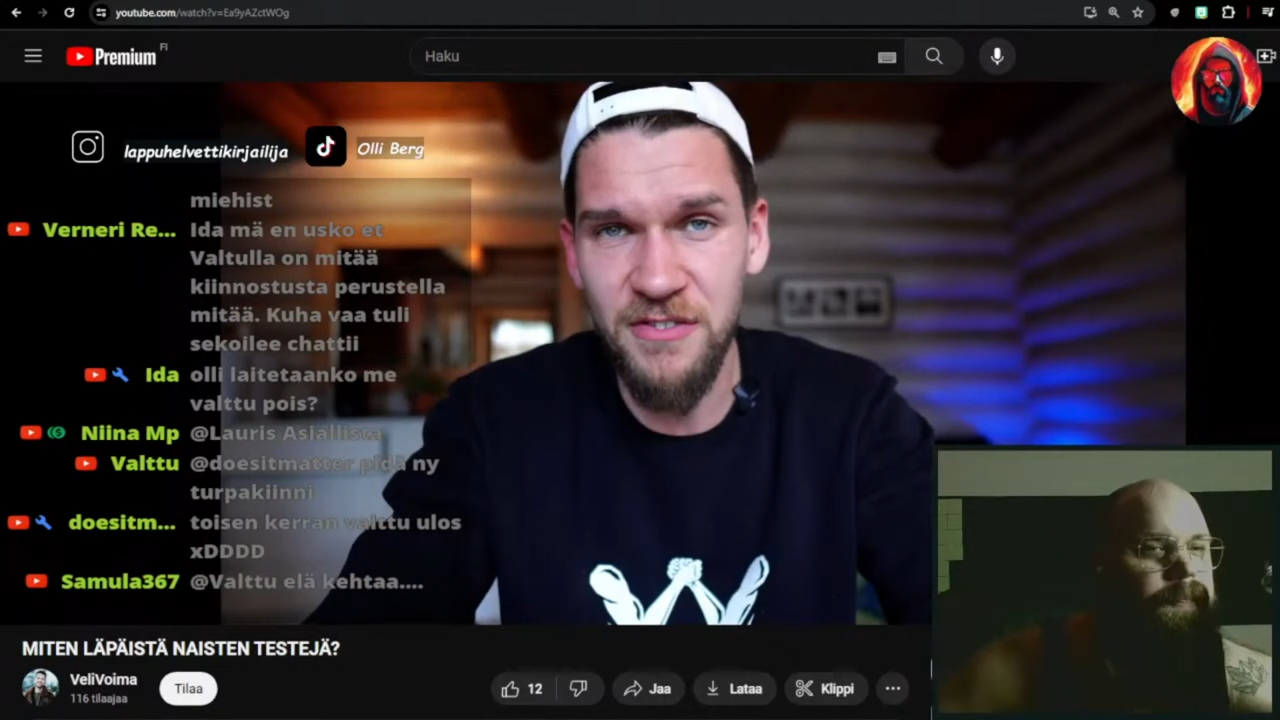 youtube.com/watch?v=Ea9yAZctWOg
Premium FI
Haku
lappuhelvettikirjailija
Olli Berg
miehist
Verneri Re... Ida mä en usko et
Valtulla on mitää
kiinnostusta perustella
mitää. Kuha vaa tuli
sekoilee chattii
Ida olli laitetaanko me
valttu pois?
Niina Mp @Lauris Asiallista
Valttu @doesitmatter pidä ny
turpakiinni
doesitm... toisen kerran valttu ulos
xDDDD
Samula367 @Valttu elä kehtaa....
MITEN LÄPÄISTÄ NAISTEN TESTEJÄ?
VeliVoima
116 tilaajaa
Tilaa
12
Jaa
Lataa
Klippi